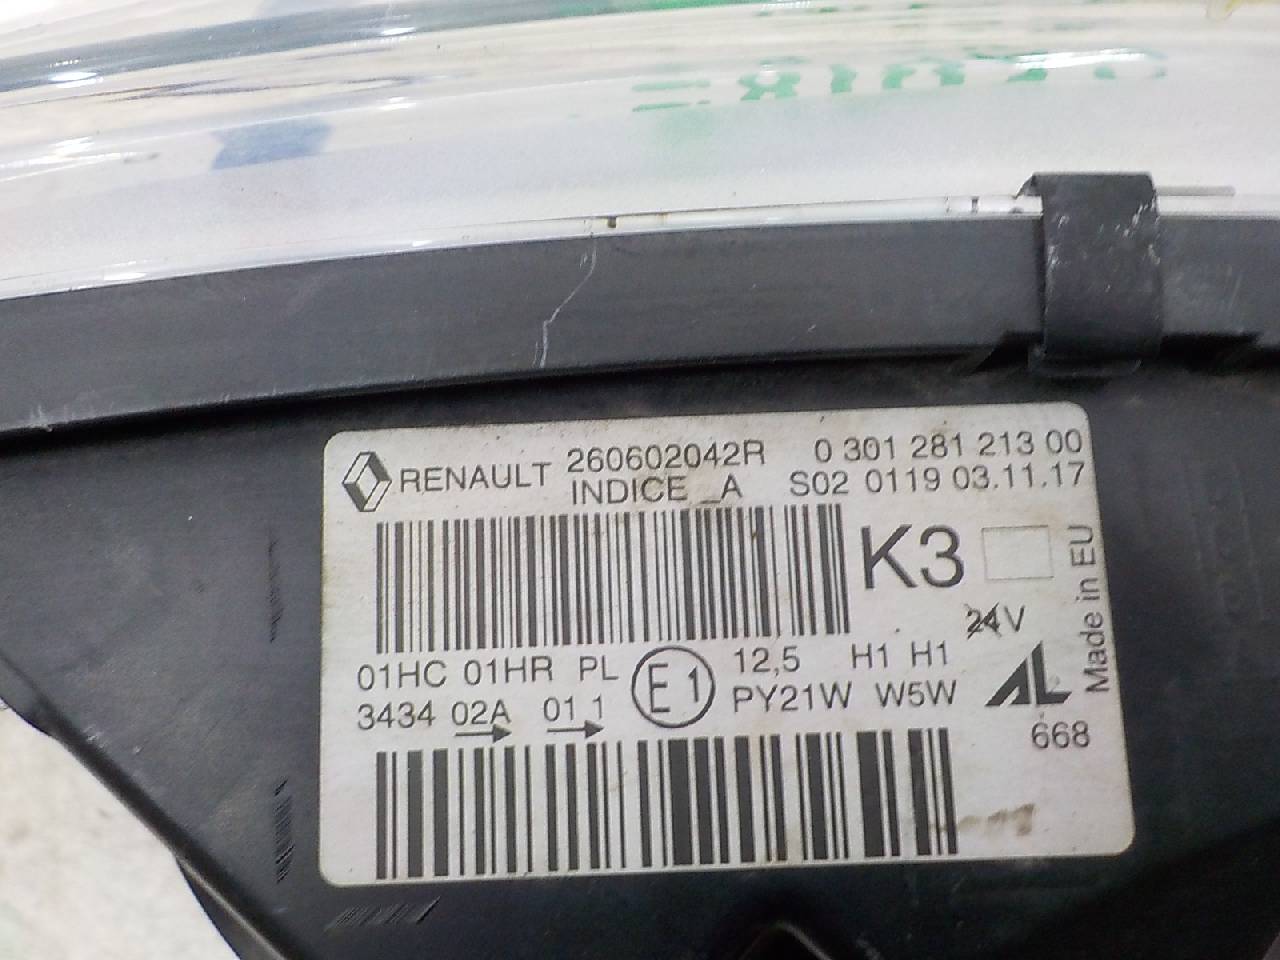 RENAULT 260602042R 0 301 281 213 00
INDICE _A S02 0119 03.11.17
K3
Made in EU
24V
01HC 01HR PL E1 12,5 H1 H1
3434 02A 01 1 PY21W W5W AL
668